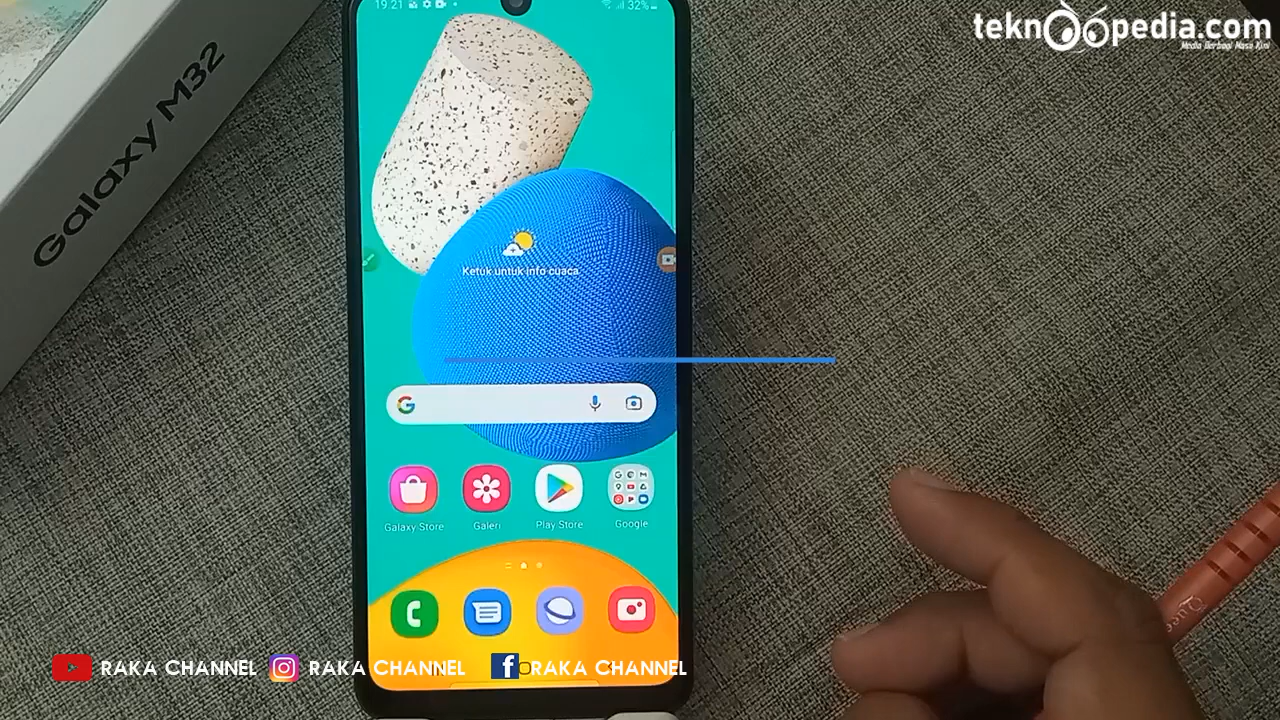 19.21
32%
teknoopedia.com
Media Berbagi Masa Kini
Galaxy M32
Ketuk untuk info cuaca
Galaxy Store
Galeri
Play Store
Google
RAKA CHANNEL
RAKA CHANNEL
RAKA CHANNEL